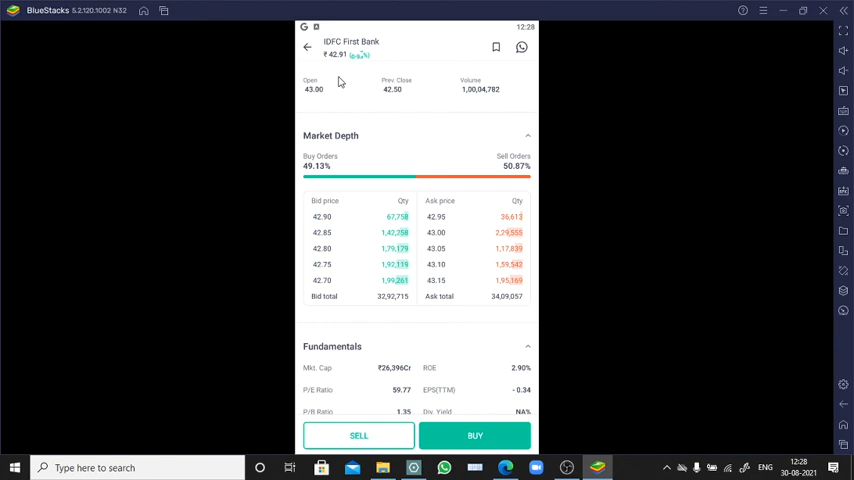 BlueStacks 5.2.120.1002 N32
12:28
IDFC First Bank
₹ 42.91
Open Prev. Close Volume
43.00 42.50 1,00,04,782
Market Depth
Buy Orders Sell Orders
49.13% 50.87%
Bid price Qty Ask price Qty
42.90 67,758 42.95 36,613
42.85 1,42,258 43.00 2,29,555
42.80 1,79,179 43.05 1,17,839
42.75 1,92,119 43.10 1,59,542
42.70 1,99,261 43.15 1,95,169
Bid total 32,92,715 Ask total 34,09,057
Fundamentals
Mkt. Cap ₹26,396Cr ROE 2.90%
P/E Ratio 59.77 EPS(TTM) - 0.34
P/B Ratio 1.35 Div. Yield NA%
SELL BUY
Type here to search
ENG
12:28
30-08-2021